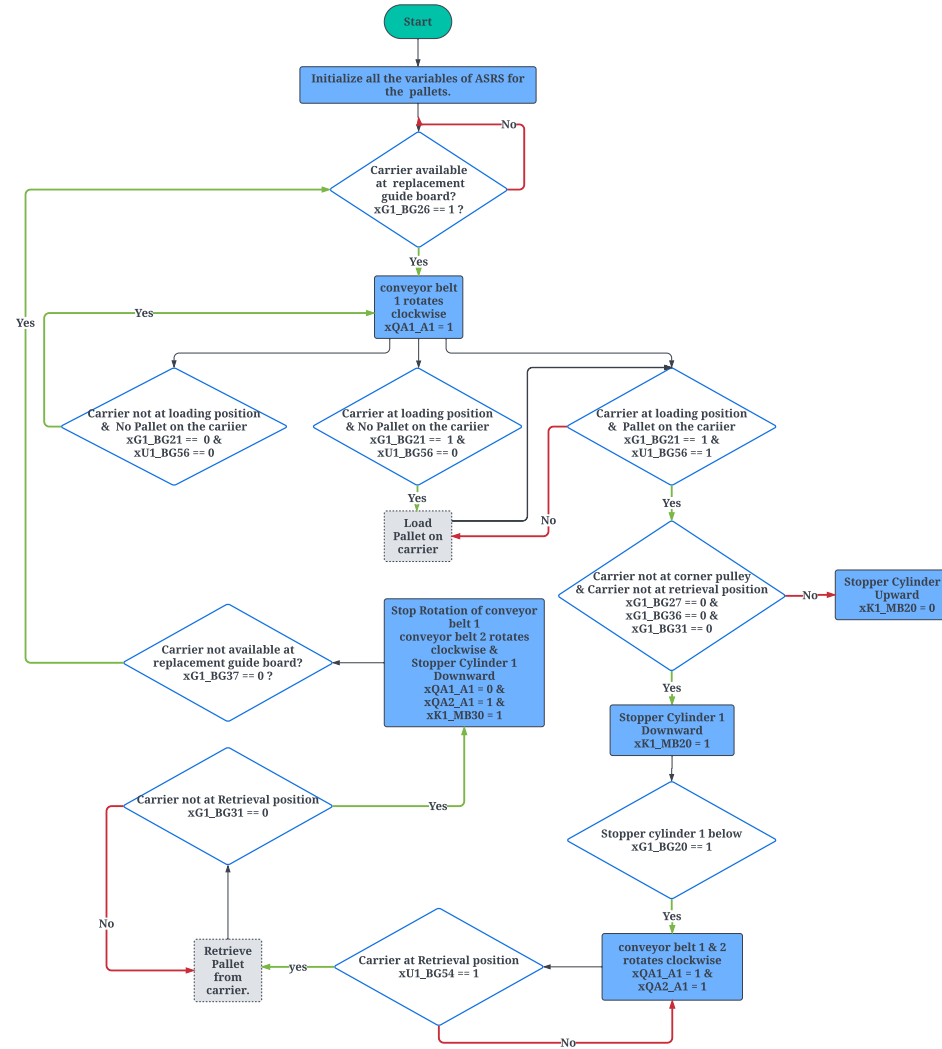 Start
Initialize all the variables of ASRS for
the pallets.
No
Carrier available
at replacement
guide board?
xG1_BG26 == 1 ?
Yes
conveyor belt
1 rotates
clockwise
xQA1_A1 = 1
Yes
Yes
Carrier not at loading position
& No Pallet on the cariier
xG1_BG21 == 0 &
xU1_BG56 == 0
Carrier at loading position
& No Pallet on the cariier
xG1_BG21 == 1 &
xU1_BG56 == 0
Carrier at loading position
& Pallet on the cariier
xG1_BG21 == 1 &
xU1_BG56 == 1
Yes
Yes
Load
Pallet on
carrier
No
Carrier not at corner pulley
& Carrier not at retrieval position
xG1_BG27 == 0 &
xG1_BG36 == 0 &
xG1_BG31 == 0
No
Stopper Cylinder
Upward
xK1_MB20 = 0
Stop Rotation of conveyor
belt 1
conveyor belt 2 rotates
clockwise &
Stopper Cylinder 1
Downward
xQA1_A1 = 0 &
xQA2_A1 = 1 &
xK1_MB30 = 1
Carrier not available at
replacement guide board?
xG1_BG37 == 0 ?
Yes
Stopper Cylinder 1
Downward
xK1_MB20 = 1
Carrier not at Retrieval position
xG1_BG31 == 0
Yes
Stopper cylinder 1 below
xG1_BG20 == 1
Yes
No
Retrieve
Pallet
from
carrier.
yes
Carrier at Retrieval position
xU1_BG54 == 1
conveyor belt 1 & 2
rotates clockwise
xQA1_A1 = 1 &
xQA2_A1 = 1
No